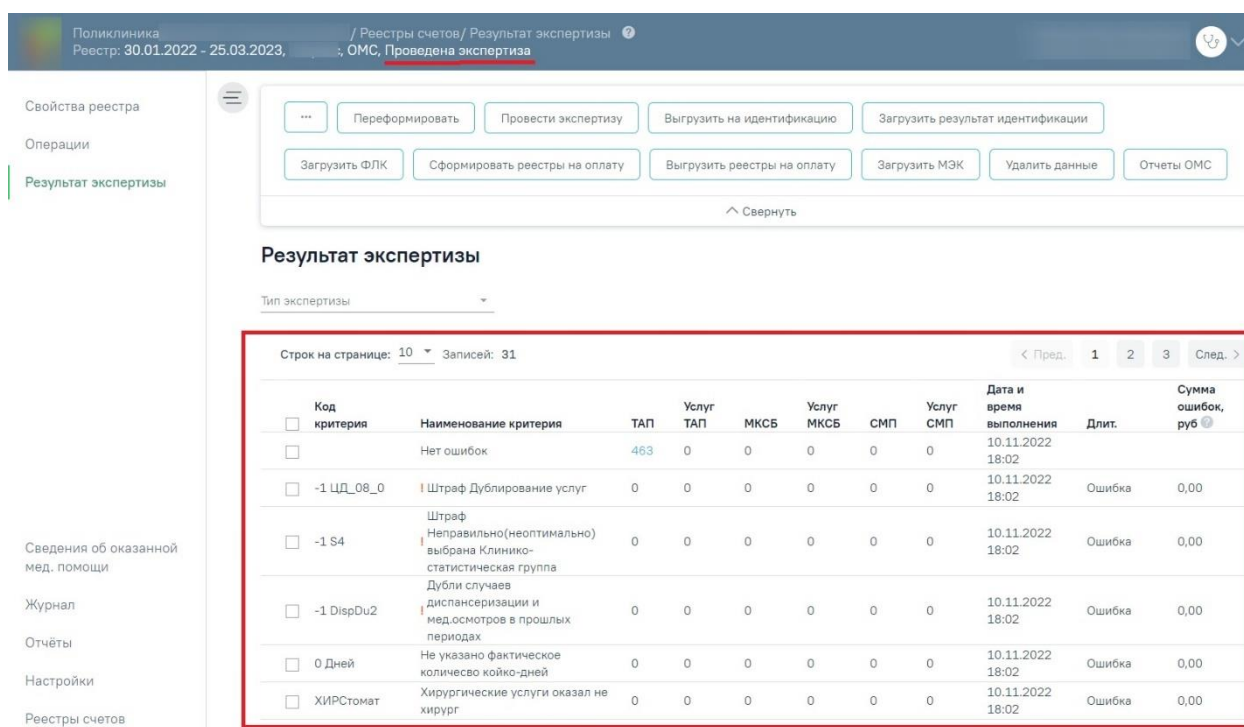 Поликлиника / Реестры счетов/ Результат экспертизы ?
Реестр: 30.01.2022 - 25.03.2023, , ОМС, Проведена экспертиза
Свойства реестра
Операции
Результат экспертизы
Сведения об оказанной
мед. помощи
Журнал
Отчёты
Настройки
Реестры счетов
... Переформировать Провести экспертизу Выгрузить на идентификацию Загрузить результат идентификации
Загрузить ФЛК Сформировать реестры на оплату Выгрузить реестры на оплату Загрузить МЭК Удалить данные Отчеты ОМС
Свернуть
Результат экспертизы
Тип экспертизы
Строк на странице: 10 Записей: 31 < Пред. 1 2 3 След. >
Код критерия Наименование критерия ТАП Услуг ТАП МКСБ Услуг МКСБ СМП Услуг СМП Дата и время выполнения Длит. Сумма ошибок, руб ?
Нет ошибок 463 0 0 0 0 0 10.11.2022 18:02
-1 ЦД_08_0 ! Штраф Дублирование услуг 0 0 0 0 0 0 10.11.2022 18:02 Ошибка 0,00
-1 S4 ! Штраф Неправильно(неоптимально) выбрана Клинико-статистическая группа 0 0 0 0 0 0 10.11.2022 18:02 Ошибка 0,00
-1 DispDu2 ! Дубли случаев диспансеризации и мед.осмотров в прошлых периодах 0 0 0 0 0 0 10.11.2022 18:02 Ошибка 0,00
0 Дней Не указано фактическое количесво койко-дней 0 0 0 0 0 0 10.11.2022 18:02 Ошибка 0,00
ХИРСтомат Хирургические услуги оказал не хирург 0 0 0 0 0 0 10.11.2022 18:02 Ошибка 0,00